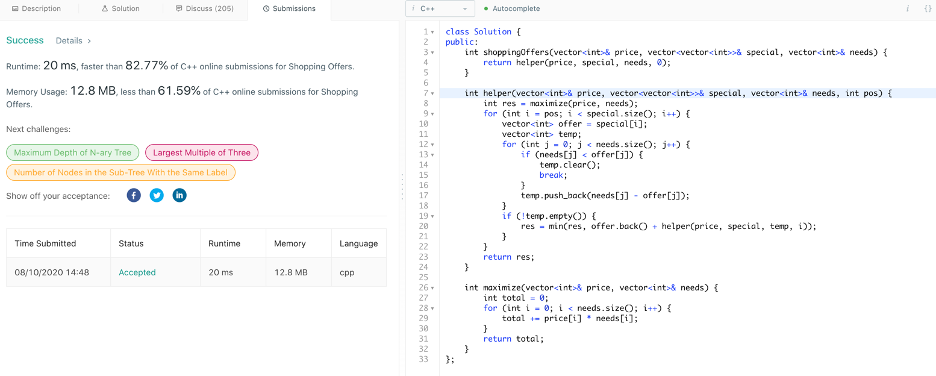 Description
Solution
Discuss (205)
Submissions
Success
Details >
Runtime: 20 ms, faster than 82.77% of C++ online submissions for Shopping Offers.
Memory Usage: 12.8 MB, less than 61.59% of C++ online submissions for Shopping
Offers.
Next challenges:
Maximum Depth of N-ary Tree
Largest Multiple of Three
Number of Nodes in the Sub-Tree With the Same Label
Show off your acceptance:
Time Submitted Status Runtime Memory Language
08/10/2020 14:48 Accepted 20 ms 12.8 MB cpp
i C++
Autocomplete
i {}
1 class Solution {
2 public:
3     int shoppingOffers(vector<int>& price, vector<vector<int>>& special, vector<int>& needs) {
4         return helper(price, special, needs, 0);
5     }
6
7     int helper(vector<int>& price, vector<vector<int>>& special, vector<int>& needs, int pos) {
8         int res = maximize(price, needs);
9         for (int i = pos; i < special.size(); i++) {
10             vector<int> offer = special[i];
11             vector<int> temp;
12             for (int j = 0; j < needs.size(); j++) {
13                 if (needs[j] < offer[j]) {
14                     temp.clear();
15                     break;
16                 }
17                 temp.push_back(needs[j] - offer[j]);
18             }
19             if (!temp.empty()) {
20                 res = min(res, offer.back() + helper(price, special, temp, i));
21             }
22         }
23         return res;
24     }
25
26     int maximize(vector<int>& price, vector<int>& needs) {
27         int total = 0;
28         for (int i = 0; i < needs.size(); i++) {
29             total += price[i] * needs[i];
30         }
31         return total;
32     }
33 };